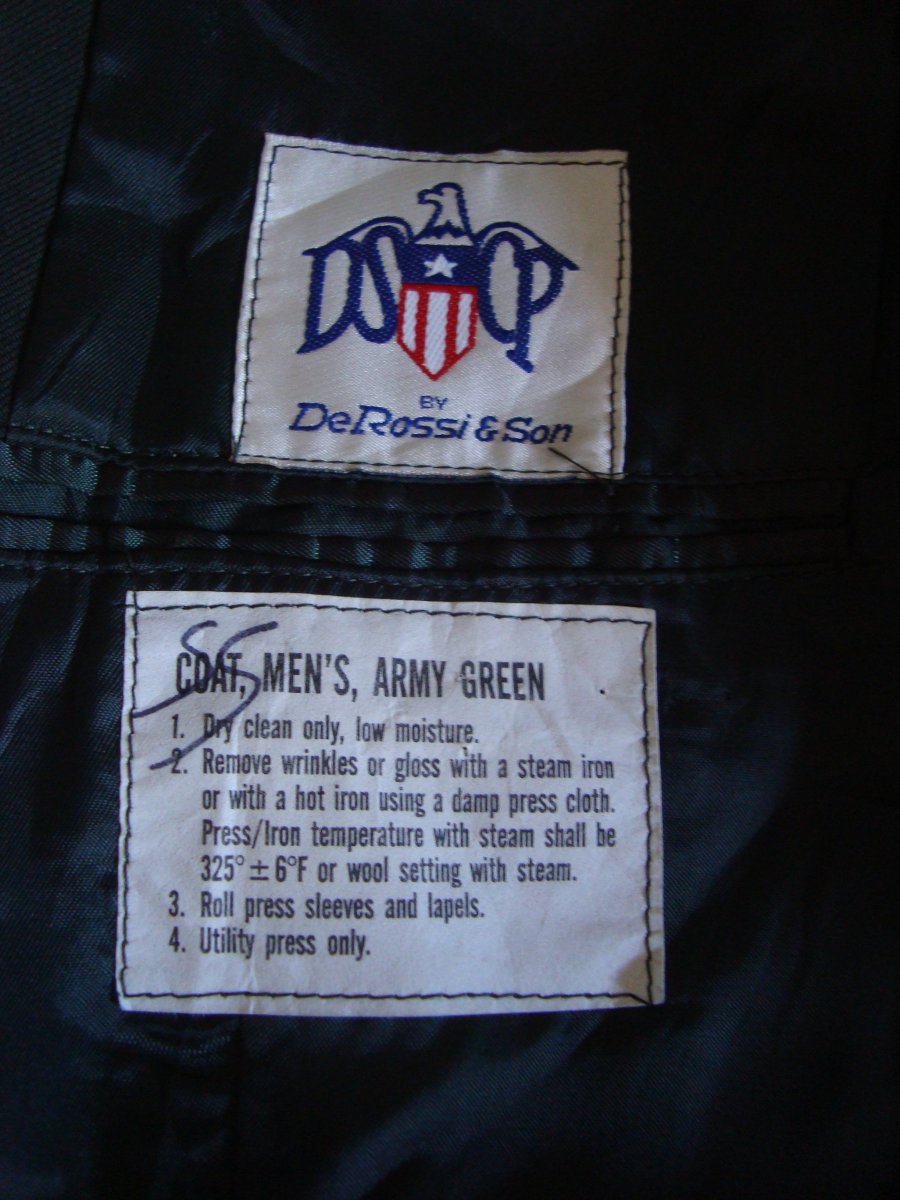 DSCP
BY
DeRossi & Son
SS
COAT, MEN'S, ARMY GREEN
1. Dry clean only, low moisture.
2. Remove wrinkles or gloss with a steam iron
or with a hot iron using a damp press cloth.
Press/Iron temperature with steam shall be
325° ± 6°F or wool setting with steam.
3. Roll press sleeves and lapels.
4. Utility press only.